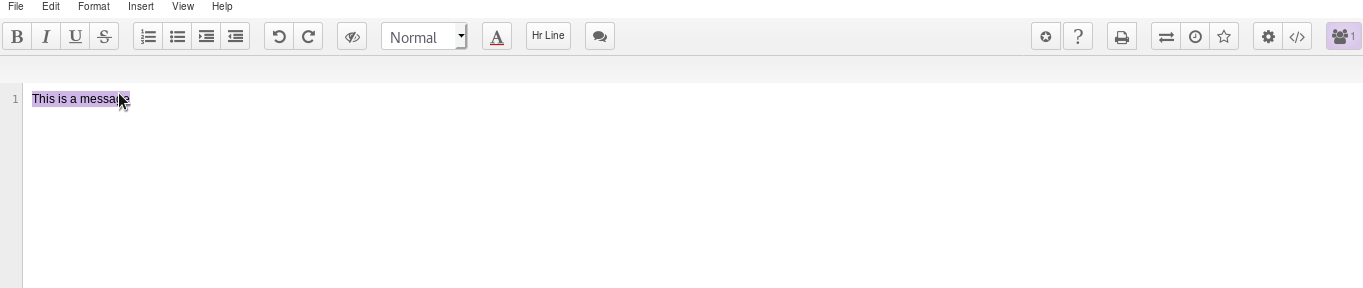 File Edit Format Insert View Help
B I U S Normal A Hr Line ? 1
1 This is a message